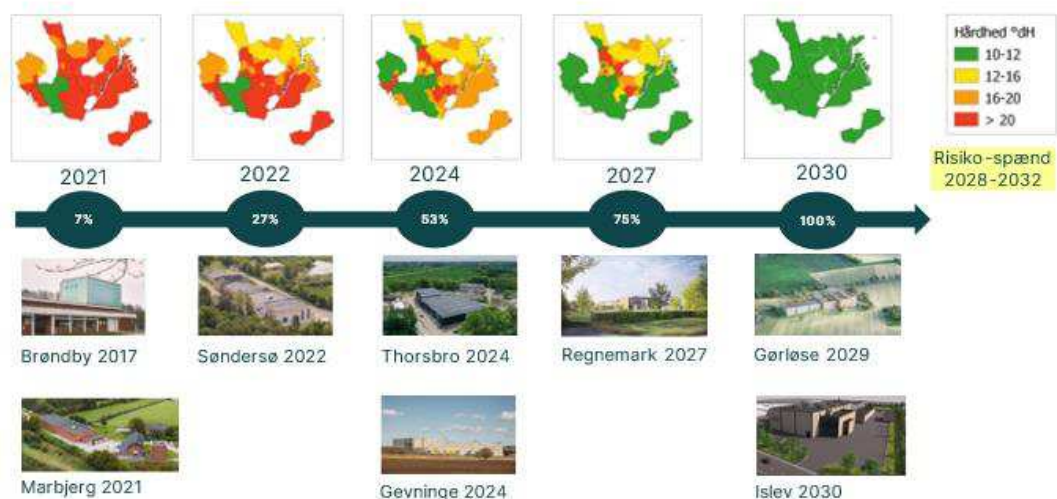 Hårdhed °dH
10-12
12-16
16-20
> 20
Risiko-spænd
2028-2032
2021
2022
2024
2027
2030
7%
27%
53%
75%
100%
Brøndby 2017
Søndersø 2022
Thorsbro 2024
Regnemark 2027
Gørløse 2029
Marbjerg 2021
Gevninge 2024
Islev 2030